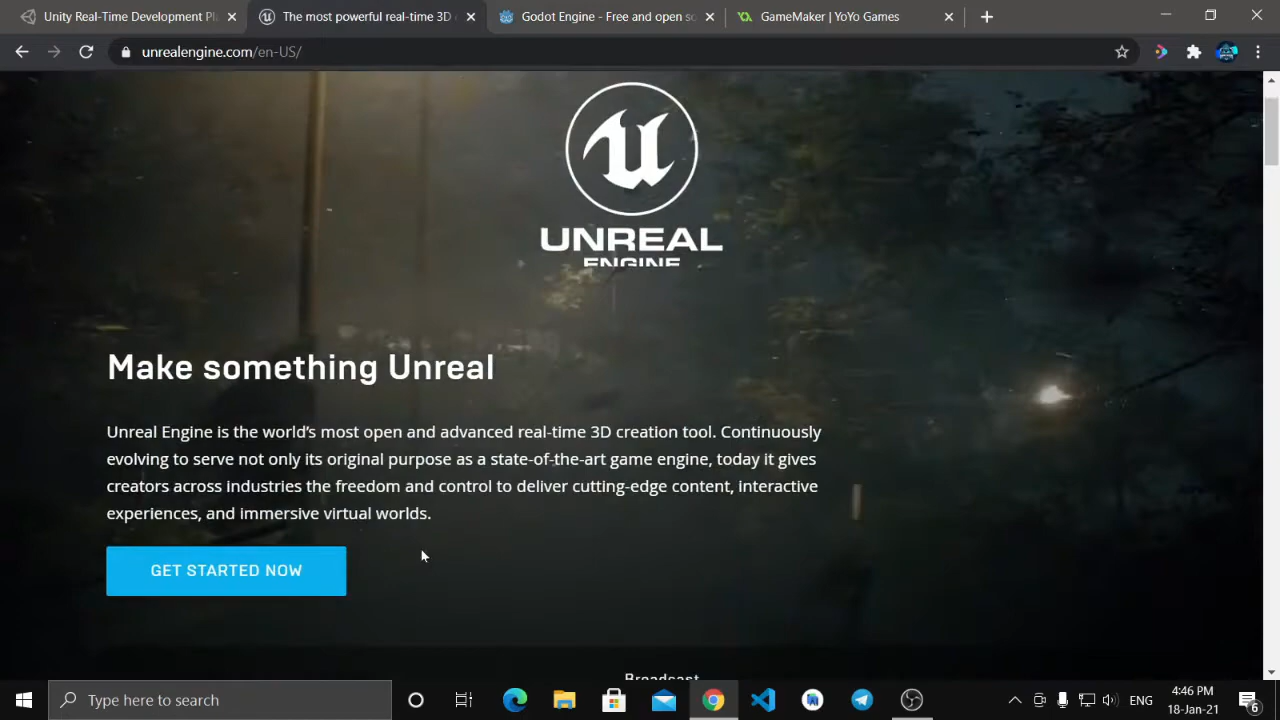 Unity Real-Time Development Pl
The most powerful real-time 3D
Godot Engine - Free and open so
GameMaker | YoYo Games
unrealengine.com/en-US/
UNREAL
ENGINE
Make something Unreal
Unreal Engine is the world's most open and advanced real-time 3D creation tool. Continuously
evolving to serve not only its original purpose as a state-of-the-art game engine, today it gives
creators across industries the freedom and control to deliver cutting-edge content, interactive
experiences, and immersive virtual worlds.
GET STARTED NOW
Broadcast
Type here to search
ENG
4:46 PM
18-Jan-21
6